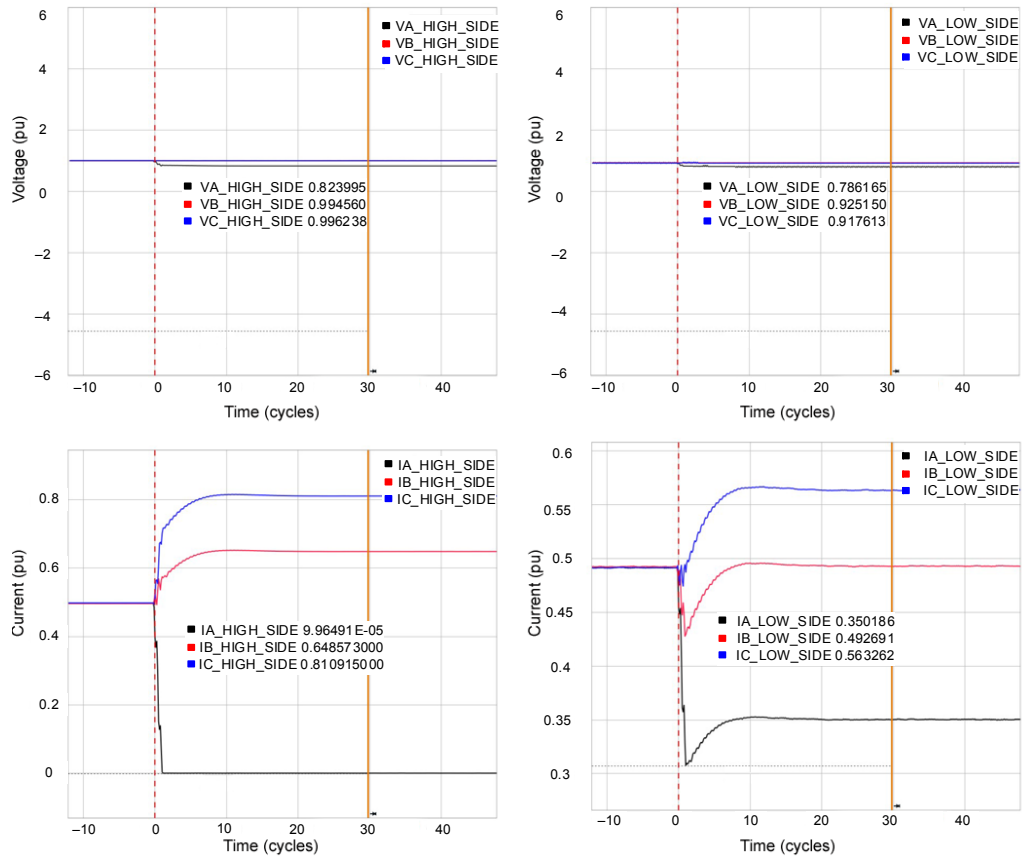 6
4
2
0
–2
–4
–6
Voltage (pu)
VA_HIGH_SIDE
VB_HIGH_SIDE
VC_HIGH_SIDE
VA_HIGH_SIDE 0.823995
VB_HIGH_SIDE 0.994560
VC_HIGH_SIDE 0.996238
–10 0 10 20 30 40
Time (cycles)
6
4
2
0
–2
–4
–6
Voltage (pu)
VA_LOW_SIDE
VB_LOW_SIDE
VC_LOW_SIDE
VA_LOW_SIDE 0.786165
VB_LOW_SIDE 0.925150
VC_LOW_SIDE 0.917613
–10 0 10 20 30 40
Time (cycles)
0.8
0.6
0.4
0.2
0
Current (pu)
IA_HIGH_SIDE
IB_HIGH_SIDE
IC_HIGH_SIDE
IA_HIGH_SIDE 9.96491E-05
IB_HIGH_SIDE 0.648573000
IC_HIGH_SIDE 0.810915000
–10 0 10 20 30 40
Time (cycles)
0.6
0.55
0.5
0.45
0.4
0.35
0.3
Current (pu)
IA_LOW_SIDE
IB_LOW_SIDE
IC_LOW_SIDE
IA_LOW_SIDE 0.350186
IB_LOW_SIDE 0.492691
IC_LOW_SIDE 0.563262
–10 0 10 20 30 40
Time (cycles)